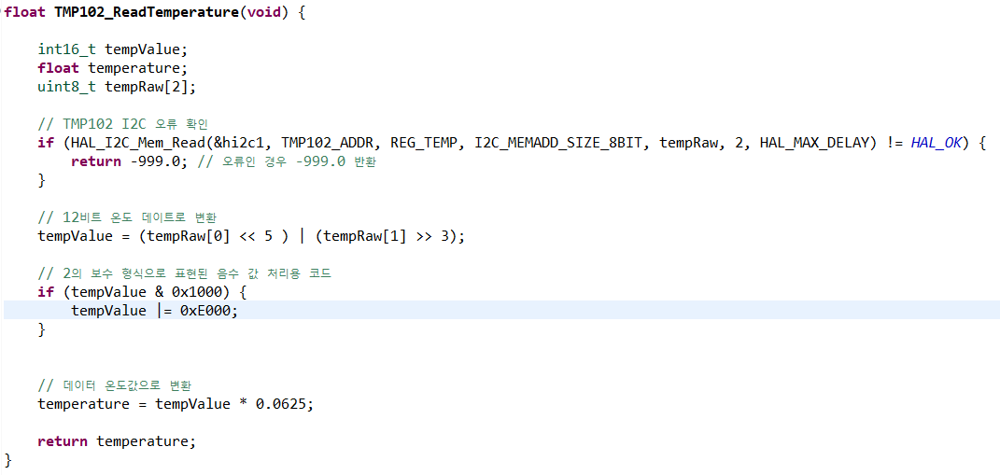 float TMP102_ReadTemperature(void) {
int16_t tempValue;
float temperature;
uint8_t tempRaw[2];
// TMP102 I2C 오류 확인
if (HAL_I2C_Mem_Read(&hi2c1, TMP102_ADDR, REG_TEMP, I2C_MEMADD_SIZE_8BIT, tempRaw, 2, HAL_MAX_DELAY) != HAL_OK) {
return -999.0; // 오류인 경우 -999.0 반환
}
// 12비트 온도 데이트로 변환
tempValue = (tempRaw[0] << 5 ) | (tempRaw[1] >> 3);
// 2의 보수 형식으로 표현된 음수 값 처리용 코드
if (tempValue & 0x1000) {
tempValue |= 0xE000;
}
// 데이터 온도값으로 변환
temperature = tempValue * 0.0625;
return temperature;
}